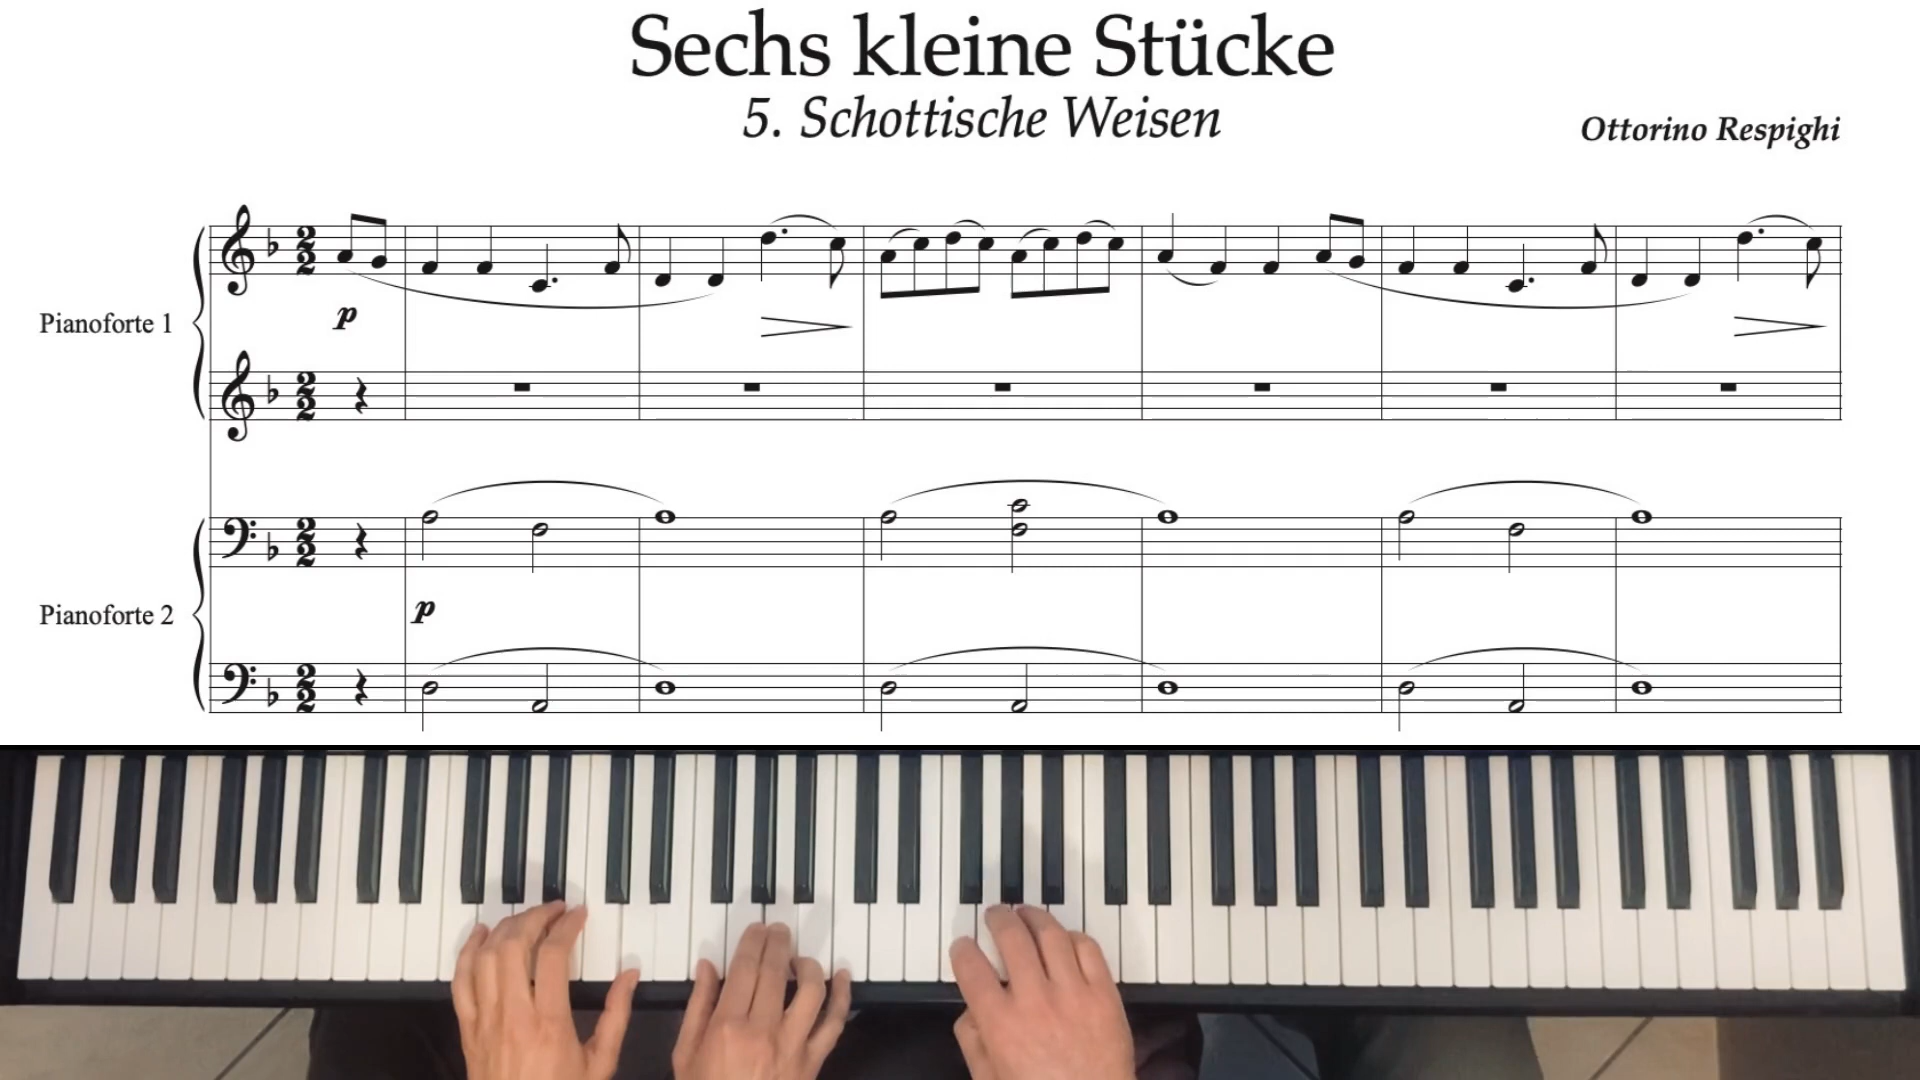 Sechs kleine Stücke
5. Schottische Weisen
Ottorino Respighi
Pianoforte 1
p
Pianoforte 2
p